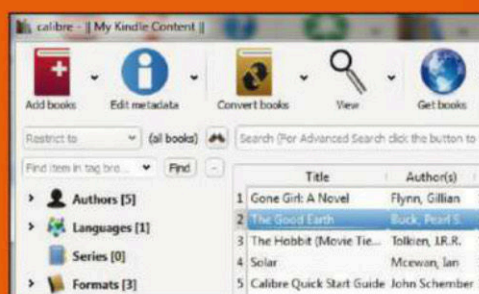 calibre - || My Kindle Content ||
Add books Edit metadata Convert books View Get books
Restrict to (all books) Search (For Advanced Search click the button to
Find item in tag bro... Find -
Title Author(s)
Authors [5] 1 Gone Girl: A Novel Flynn, Gillian
2 The Good Earth Buck, Pearl S.
Languages [1] 3 The Hobbit (Movie Tie... Tolkien, J.R.R.
Series [0] 4 Solar Mcewan, Ian
Formats [3] 5 Calibre Quick Start Guide John Schember